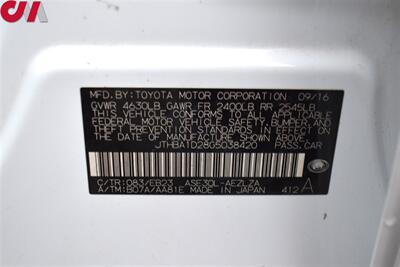 CIA
MFD.BY:TOYOTA MOTOR CORPORATION 09/16
GVWR 4630LB GAWR FR 2400LB RR 2545LB
THIS VEHICLE CONFORMS TO ALL APPLICABLE
FEDERAL MOTOR VEHICLE SAFETY, BUMPER, AND
THEFT PREVENTION STANDARDS IN EFFECT ON
THE DATE OF MANUFACTURE SHOWN ABOVE.
JTHBA1D28G5038420 PASS.CAR
C/TR:083/EB23 ASE30L-AEZLZA
A/TM:B07A/AA81E MADE IN JAPAN 412 A